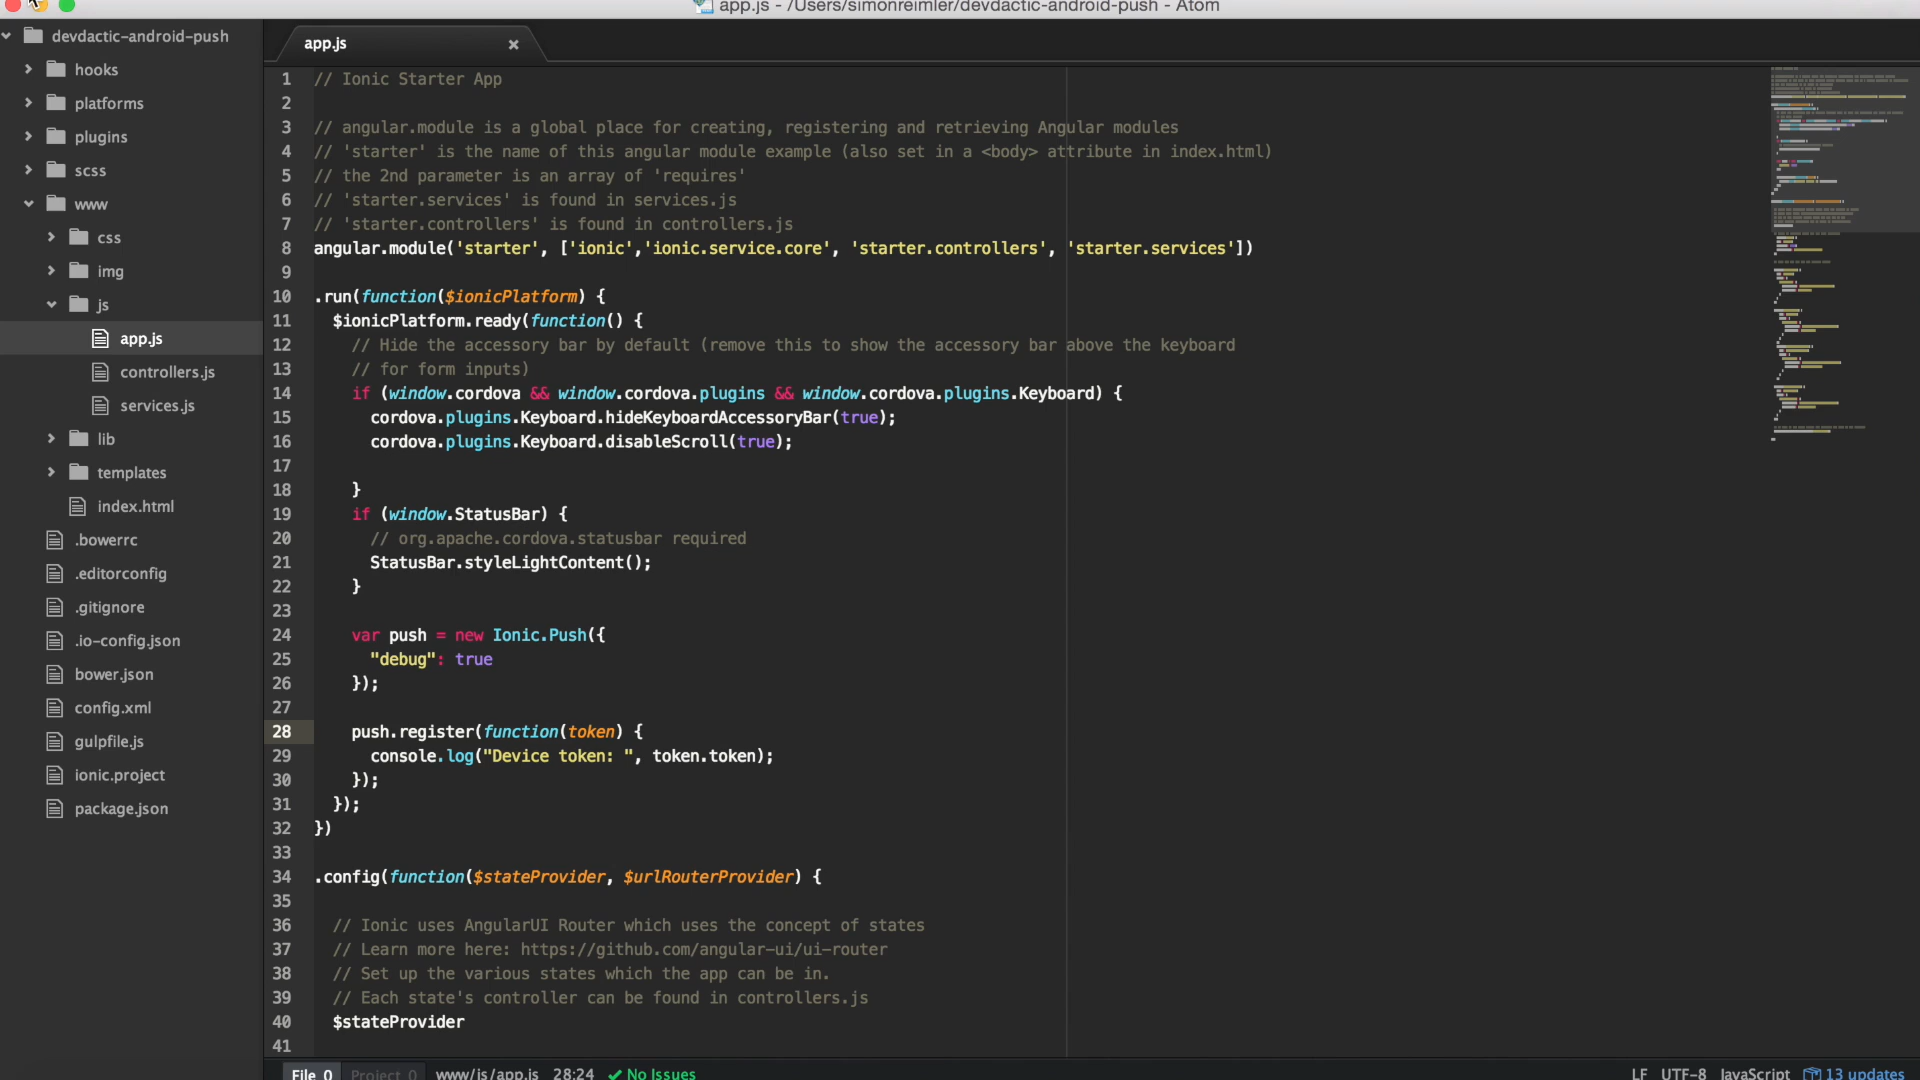 app.js - /Users/simonreimler/devdactic-android-push - Atom
devdactic-android-push
hooks
platforms
plugins
scss
www
css
img
js
app.js
controllers.js
services.js
lib
templates
index.html
.bowerrc
.editorconfig
.gitignore
.io-config.json
bower.json
config.xml
gulpfile.js
ionic.project
package.json
app.js
1 // Ionic Starter App
2
3 // angular.module is a global place for creating, registering and retrieving Angular modules
4 // 'starter' is the name of this angular module example (also set in a <body> attribute in index.html)
5 // the 2nd parameter is an array of 'requires'
6 // 'starter.services' is found in services.js
7 // 'starter.controllers' is found in controllers.js
8 angular.module('starter', ['ionic','ionic.service.core', 'starter.controllers', 'starter.services'])
9
10 .run(function($ionicPlatform) {
11 $ionicPlatform.ready(function() {
12 // Hide the accessory bar by default (remove this to show the accessory bar above the keyboard
13 // for form inputs)
14 if (window.cordova && window.cordova.plugins && window.cordova.plugins.Keyboard) {
15 cordova.plugins.Keyboard.hideKeyboardAccessoryBar(true);
16 cordova.plugins.Keyboard.disableScroll(true);
17
18 }
19 if (window.StatusBar) {
20 // org.apache.cordova.statusbar required
21 StatusBar.styleLightContent();
22 }
23
24 var push = new Ionic.Push({
25 "debug": true
26 });
27
28 push.register(function(token) {
29 console.log("Device token: ", token.token);
30 });
31 });
32 })
33
34 .config(function($stateProvider, $urlRouterProvider) {
35
36 // Ionic uses AngularUI Router which uses the concept of states
37 // Learn more here: https://github.com/angular-ui/ui-router
38 // Set up the various states which the app can be in.
39 // Each state's controller can be found in controllers.js
40 $stateProvider
41
File 0 Project 0 www/js/app.js 28:24 No Issues LF UTF-8 JavaScript 13 updates